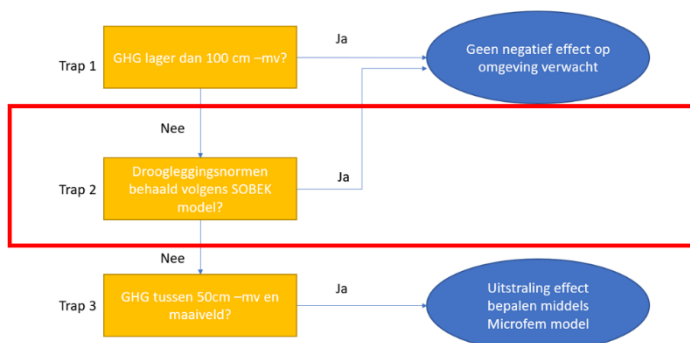 Trap 1
GHG lager dan 100 cm –mv?
Ja
Geen negatief effect op
omgeving verwacht
Nee
Trap 2
Droogleggingsnormen
behaald volgens SOBEK
model?
Ja
Nee
Trap 3
GHG tussen 50cm –mv en
maaiveld?
Ja
Uitstraling effect
bepalen middels
Microfem model